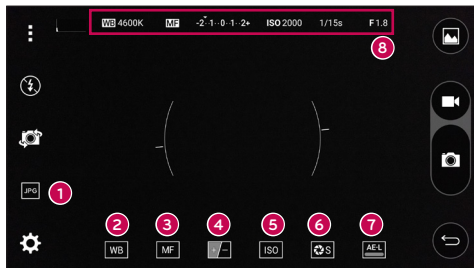 WB 4600K MF -2··1···0··1··2+ ISO 2000 1/15s F 1.8
8
JPG 1
2 3 4 5 6 7
WB MF +/- ISO S AE-L